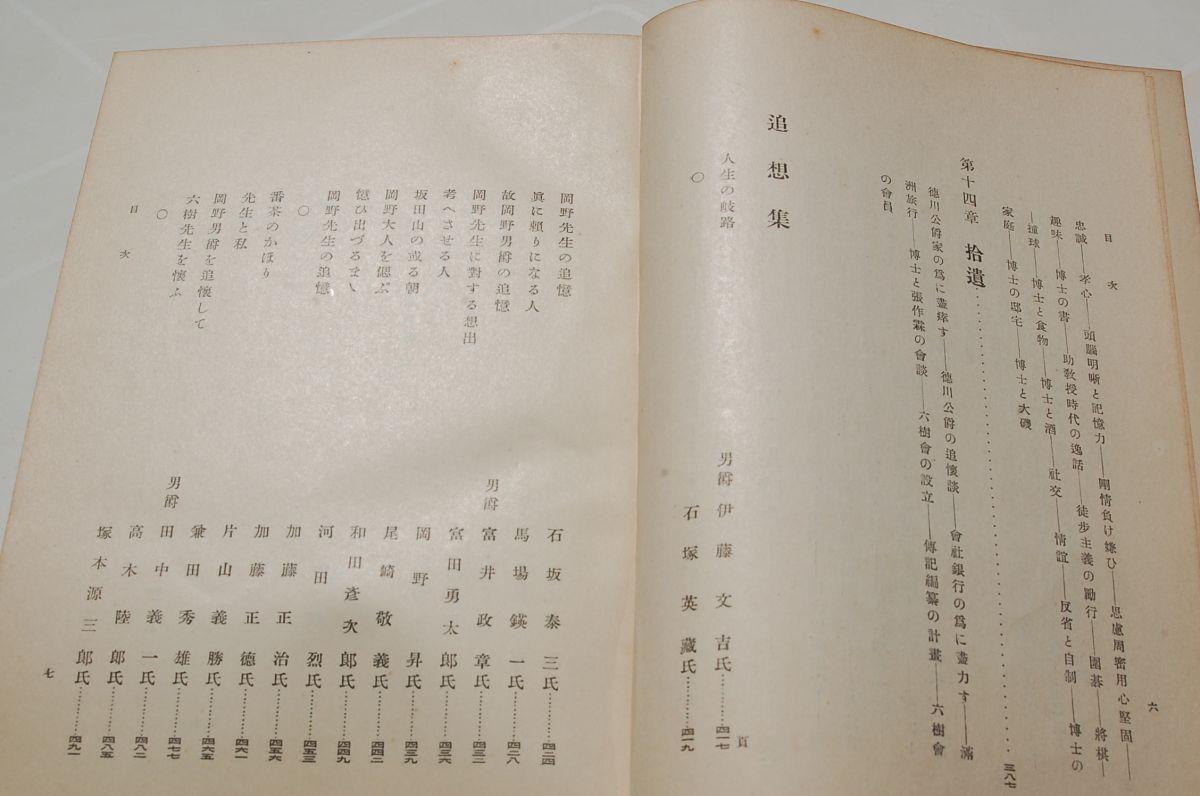 六
目次
忠誠——孝心——頭腦明晰と記憶力——剛情負け嫌ひ——思慮周密用心堅固——
趣味——博士の書——助敎授時代の逸話——徒步主義の勵行——圍碁——將棋—
—撞球——博士と食物——博士と酒——社交——情誼——反省と自制——博士の
家庭——博士の邸宅——博士と大磯
第十四章 拾遺……三八七
德川公爵家の爲に盡瘁す——德川公爵の追懷談——會社銀行の爲に盡力す——滿
洲旅行——博士と張作霖の會談——六樹會の設立——傳記編纂の計畫——六樹會
の會員
追想集
頁
人生の岐路 男爵 伊藤文吉氏……四一七
〇 石塚英藏氏……四一九
岡野先生の追憶 石坂泰三氏……四二四
眞に賴りになる人 馬場鍈一氏……四二八
故岡野男爵の追憶 男爵 富井政章氏……四三二
岡野先生に對する想出 富田勇太郎氏……四三六
考へさせる人 岡野昇氏……四三九
坂田山の或る朝 尾崎敬義氏……四四二
岡野大人を偲ぶ 和田彥次郎氏……四四九
憶ひ出づるまゝ 河田烈氏……四五三
岡野先生の追憶 加藤正治氏……四五六
〇 加藤正德氏……四六一
番茶のかほり 片山義勝氏……四六五
先生と私 兼田秀雄氏……四七七
岡野男爵を追懷して 男爵 田中義一氏……四八二
六樹先生を懷ふ 高木陸郎氏……四八五
〇 塚本源三郎氏……四九一
目次
七